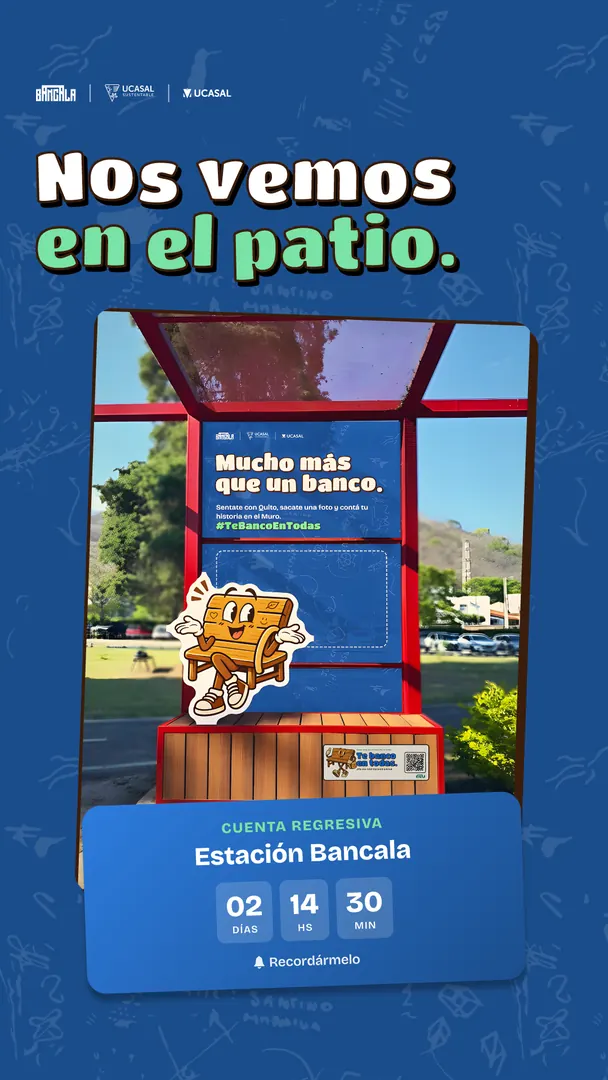 BANCALA | UCASAL SUSTENTABLE | UCASAL
Nos vemos
en el patio.
BANCALA | UCASAL | UCASAL
Mucho más
que un banco.
Sentate con Quito, sacate una foto y contá tu
historia en el Muro.
#TeBancoEnTodas
Te banco
en todas.
CUENTA REGRESIVA
Estación Bancala
02 14 30
DÍAS HS MIN
Recordármelo